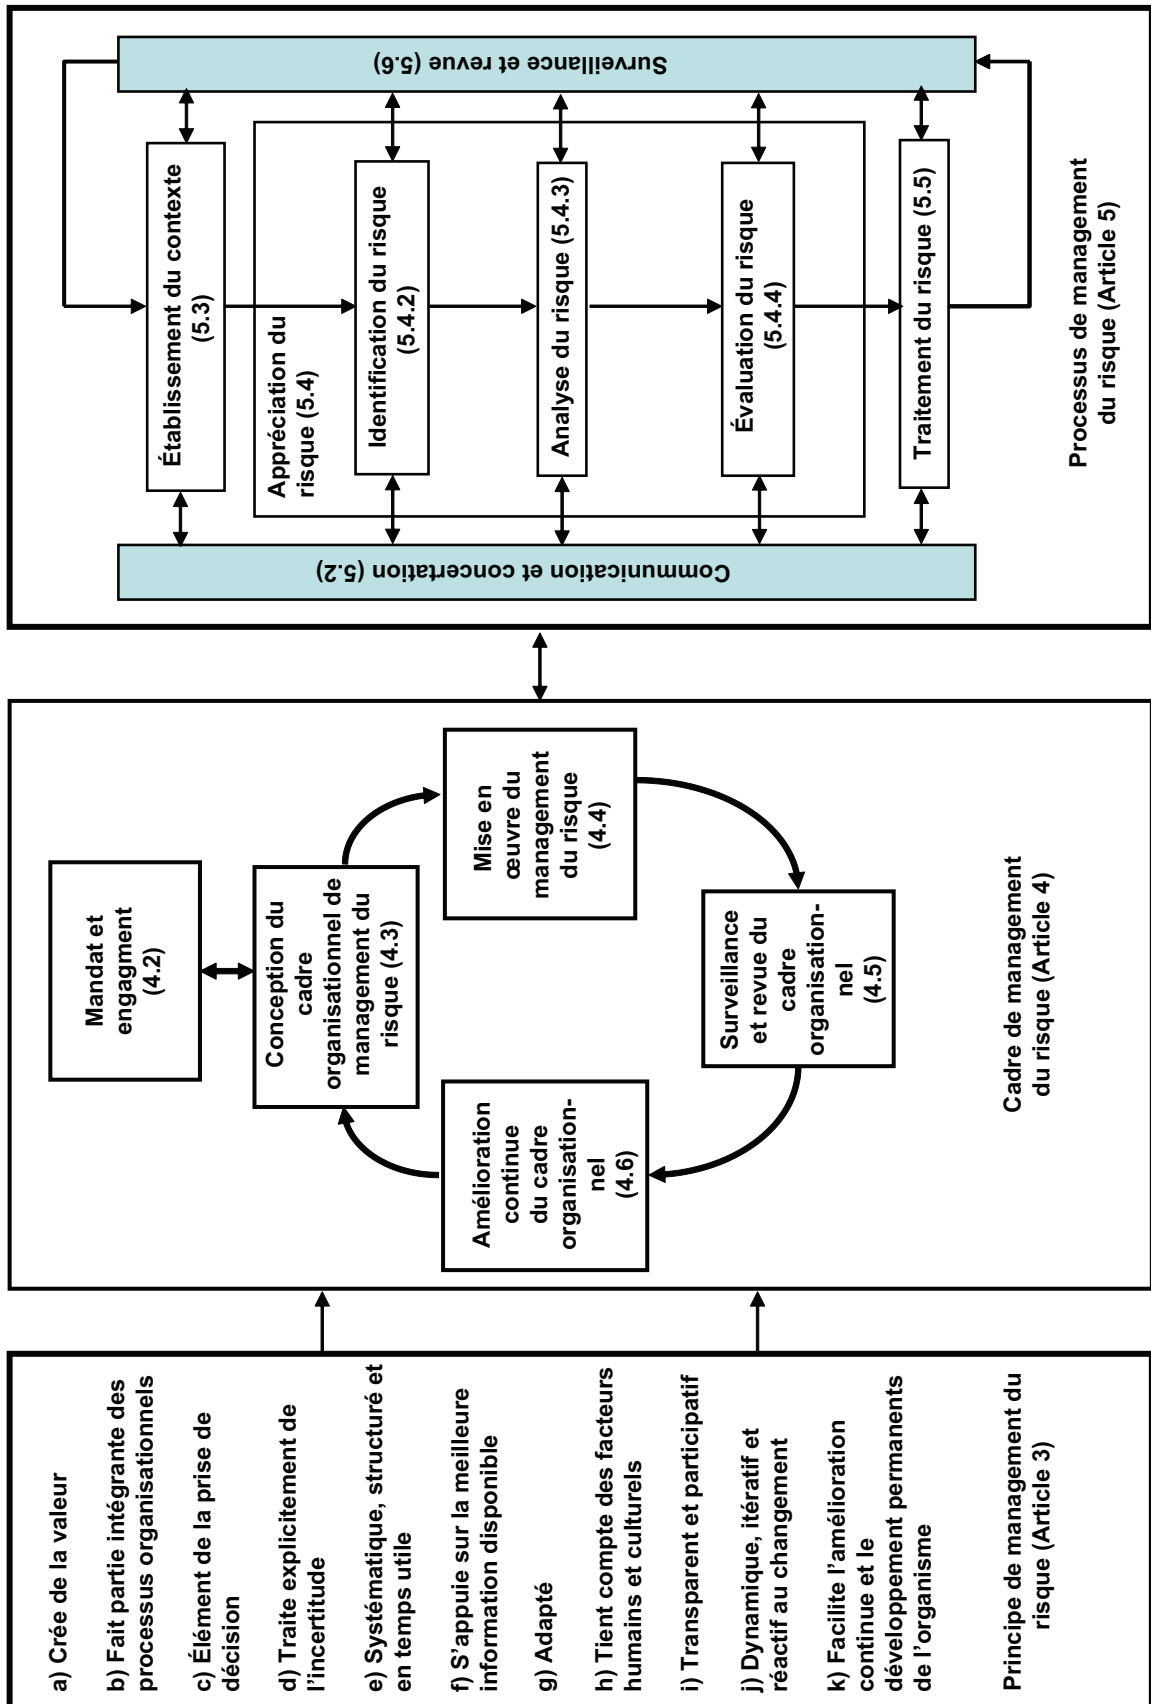 a) Crée de la valeur
b) Fait partie intégrante des
processus organisationnels
c) Élément de la prise de
décision
d) Traite explicitement de
l'incertitude
e) Systématique, structuré et
en temps utile
f) S'appuie sur la meilleure
information disponible
g) Adapté
h) Tient compte des facteurs
humains et culturels
i) Transparent et participatif
j) Dynamique, itératif et
réactif au changement
k) Facilite l'amélioration
continue et le
développement permanents
de l'organisme
Principe de management du
risque (Article 3)
Mandat et
engagment
(4.2)
Conception du
cadre
organisationnel de
management du
risque (4.3)
Mise en
œuvre du
management
du risque
(4.4)
Surveillance
et revue du
cadre
organisation-
nel
(4.5)
Amélioration
continue
du cadre
organisation-
nel
(4.6)
Cadre de management
du risque (Article 4)
Communication et concertation (5.2)
Établissement du contexte
(5.3)
Appréciation du
risque (5.4)
Identification du risque
(5.4.2)
Analyse du risque (5.4.3)
Évaluation du risque
(5.4.4)
Traitement du risque (5.5)
Surveillance et revue (5.6)
Processus de management
du risque (Article 5)